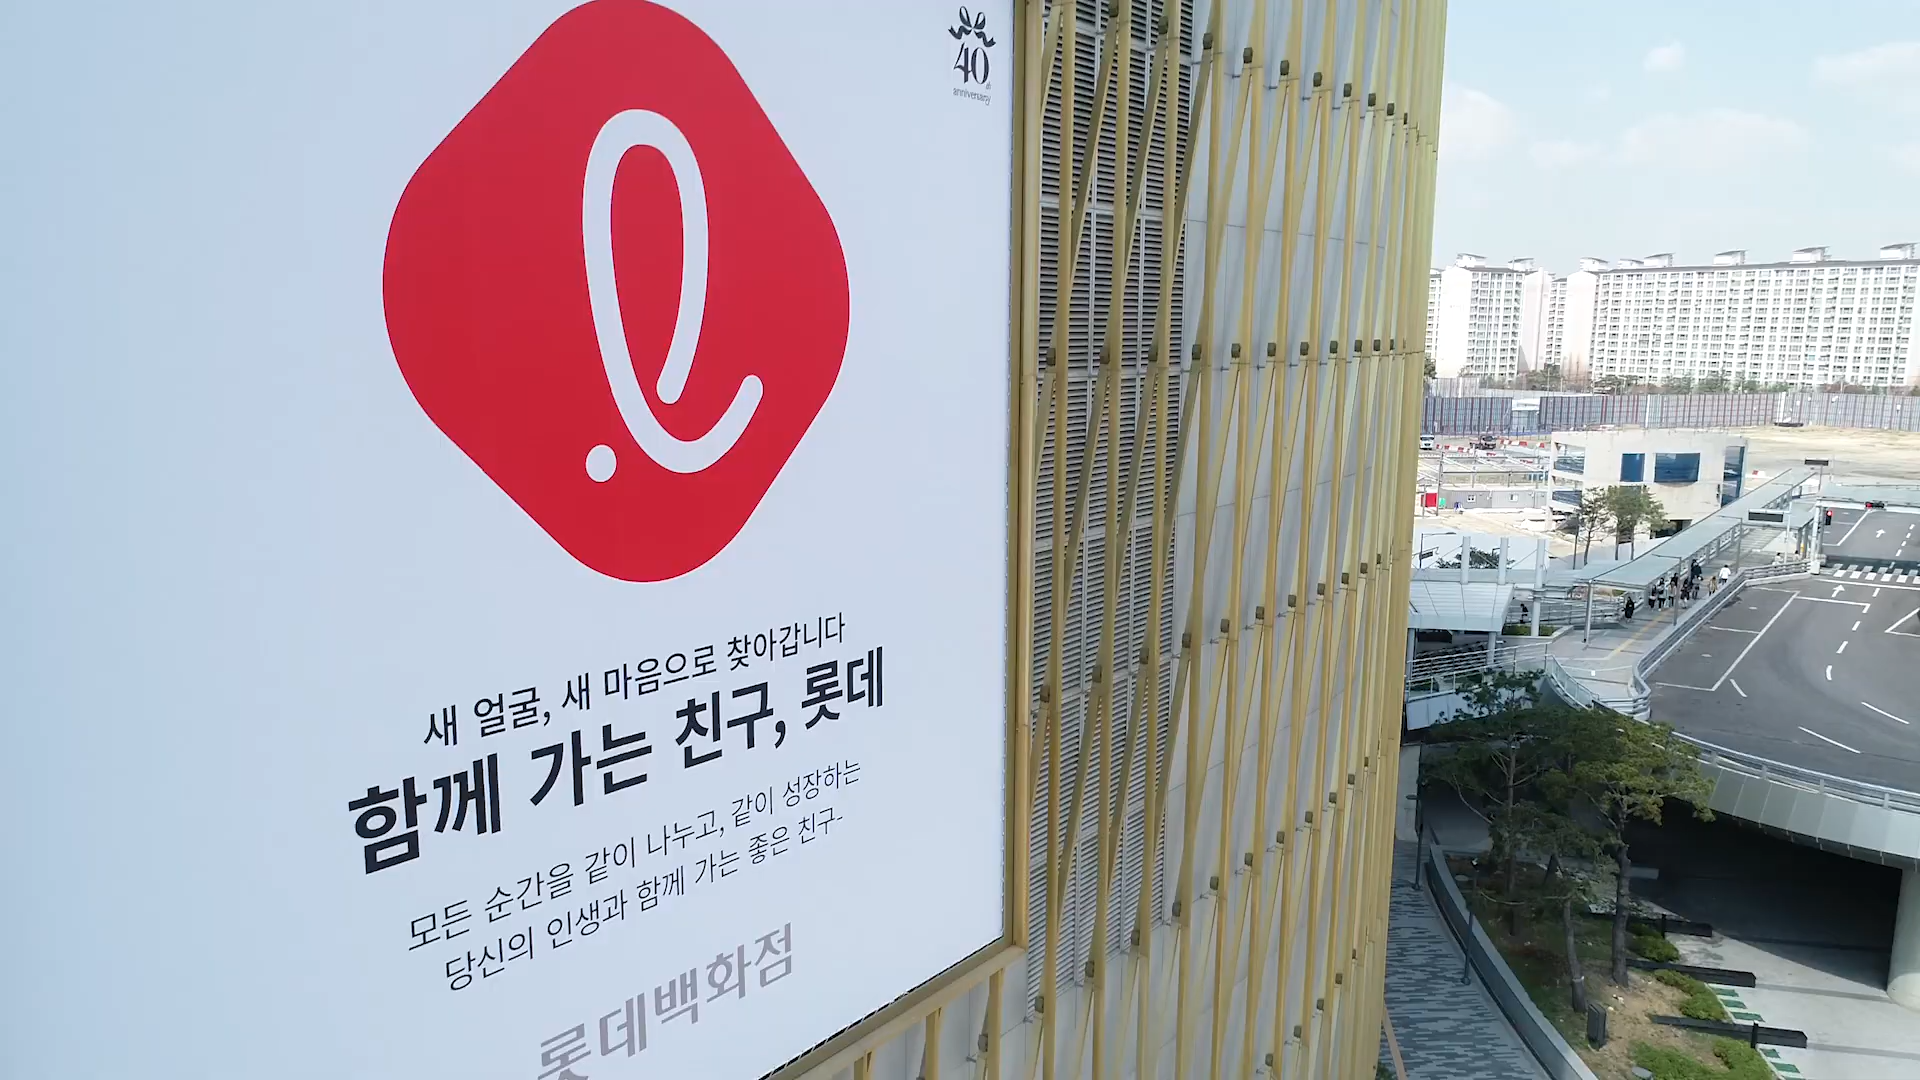 40th
anniversary
새 얼굴, 새 마음으로 찾아갑니다
함께 가는 친구, 롯데
모든 순간을 같이 나누고, 같이 성장하는
당신의 인생과 함께 가는 좋은 친구-
롯데백화점